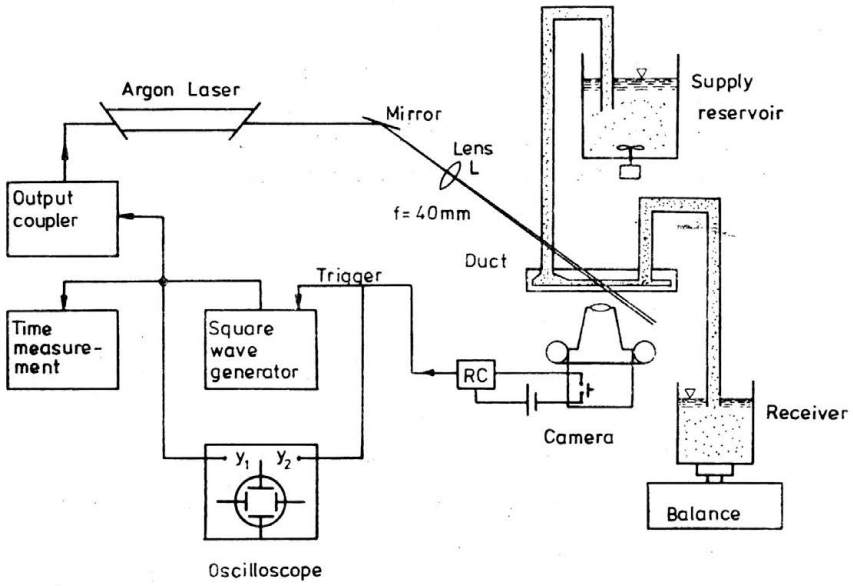 Argon Laser
Mirror
Lens
L
f = 40mm
Supply
reservoir
Output
coupler
Duct
Trigger
Time
measure-
ment
Square
wave
generator
RC
Camera
Receiver
Balance
y₁ y₂
Oscilloscope